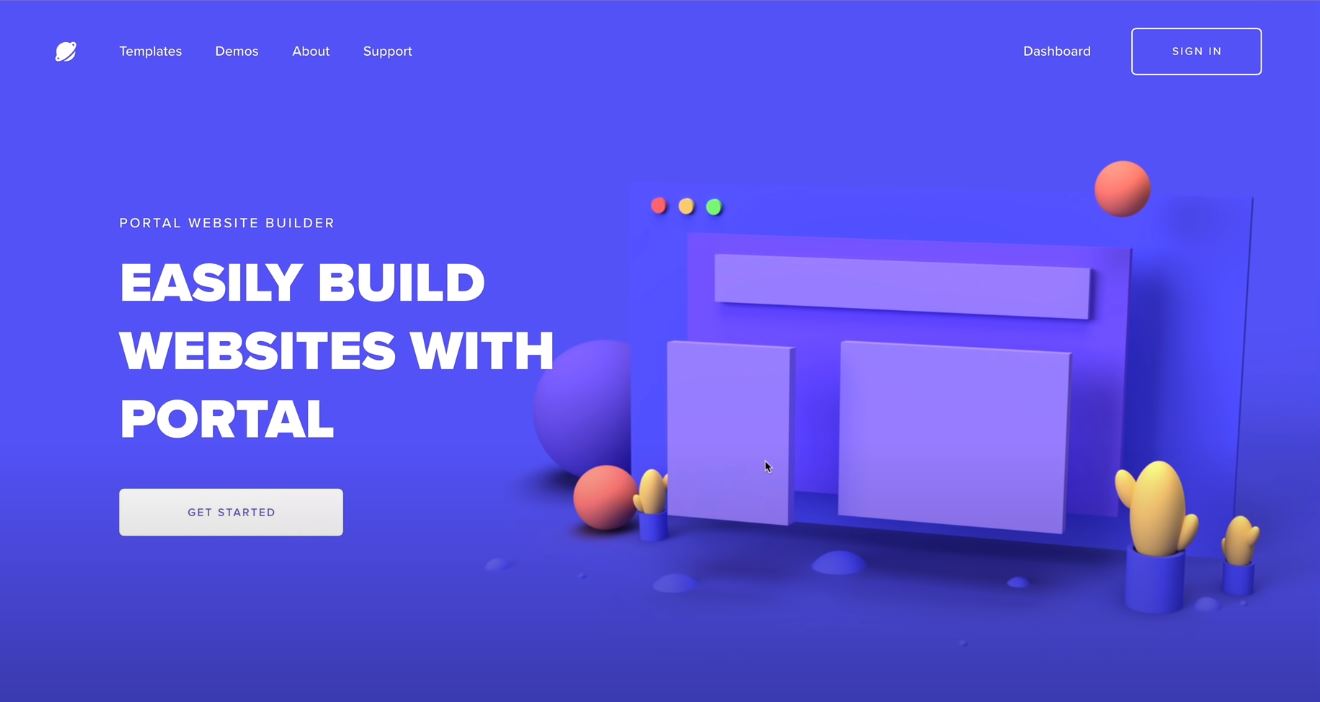 Templates Demos About Support Dashboard SIGN IN
PORTAL WEBSITE BUILDER
EASILY BUILD
WEBSITES WITH
PORTAL
GET STARTED